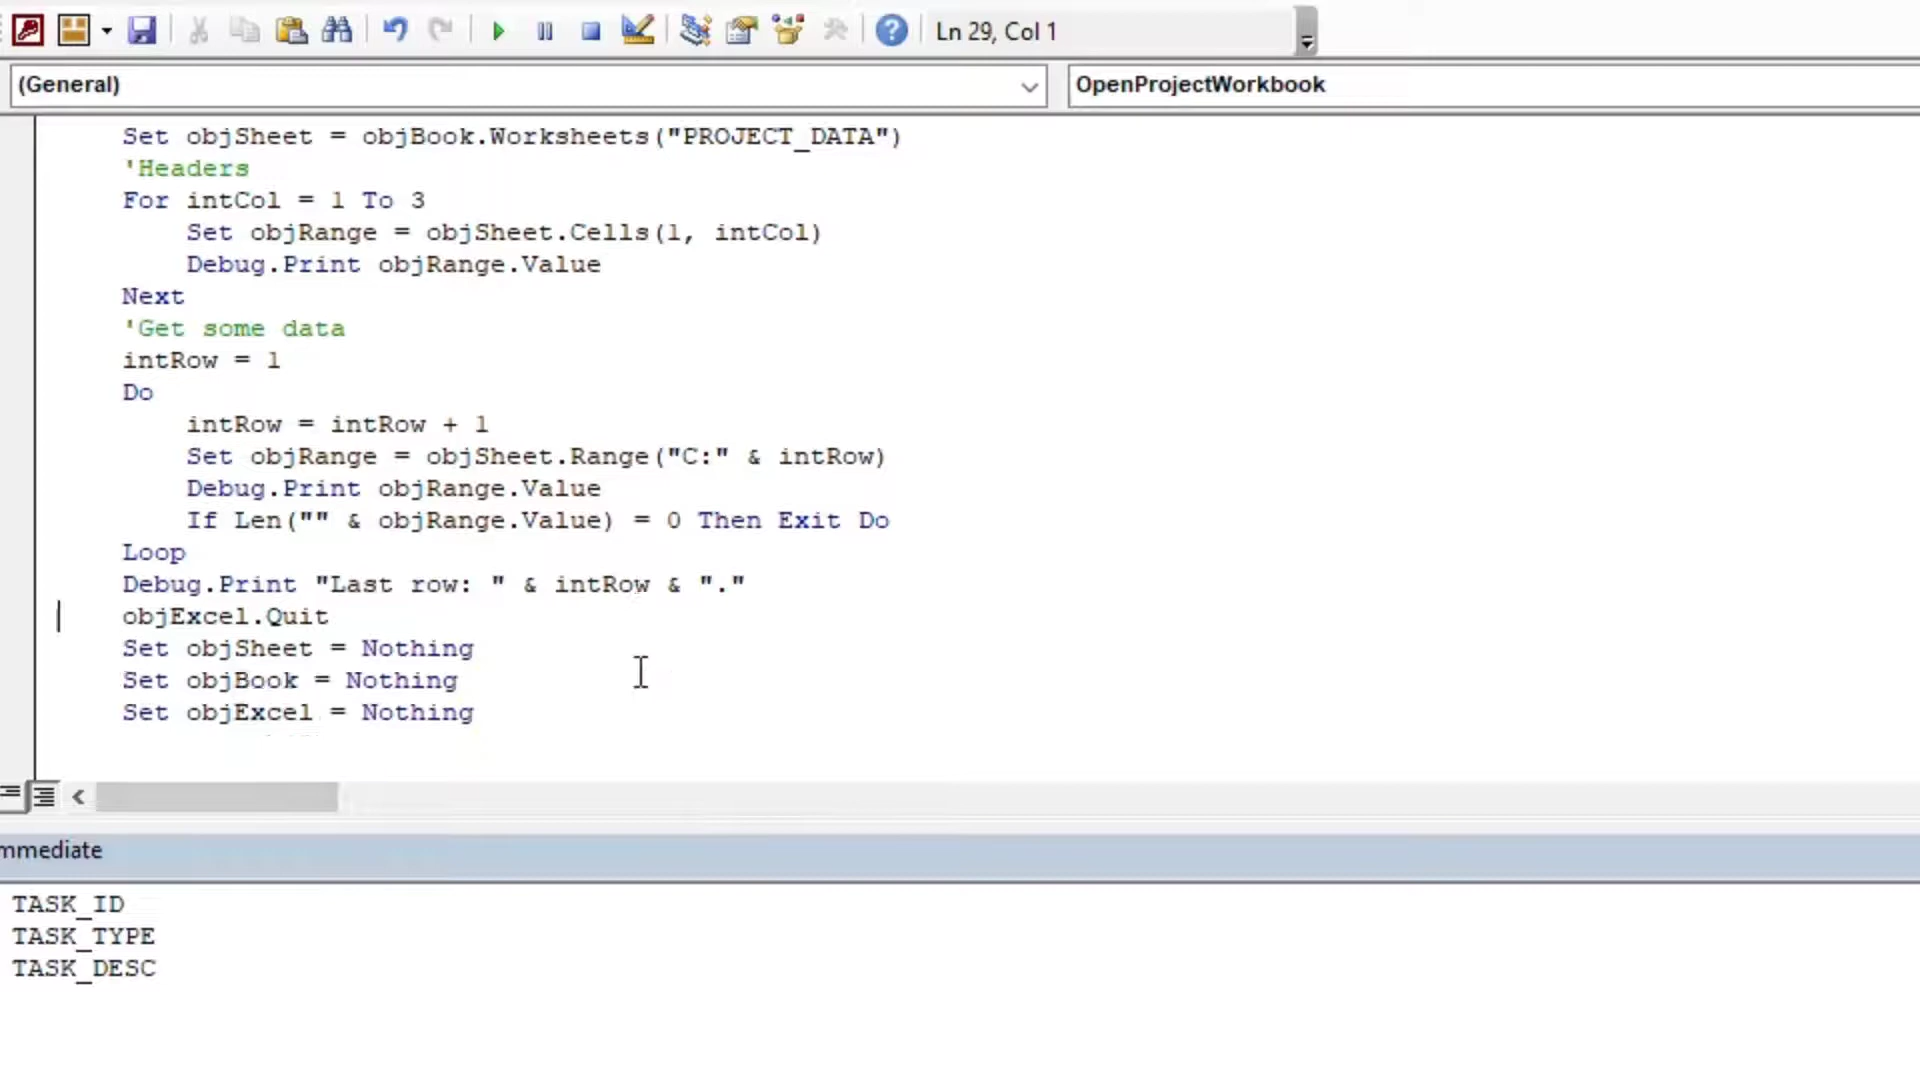 Ln 29, Col 1
(General)
OpenProjectWorkbook
Set objSheet = objBook.Worksheets("PROJECT_DATA")
'Headers
For intCol = 1 To 3
Set objRange = objSheet.Cells(1, intCol)
Debug.Print objRange.Value
Next
'Get some data
intRow = 1
Do
intRow = intRow + 1
Set objRange = objSheet.Range("C:" & intRow)
Debug.Print objRange.Value
If Len("" & objRange.Value) = 0 Then Exit Do
Loop
Debug.Print "Last row: " & intRow & "."
objExcel.Quit
Set objSheet = Nothing
Set objBook = Nothing
Set objExcel = Nothing
mmediate
TASK_ID
TASK_TYPE
TASK_DESC